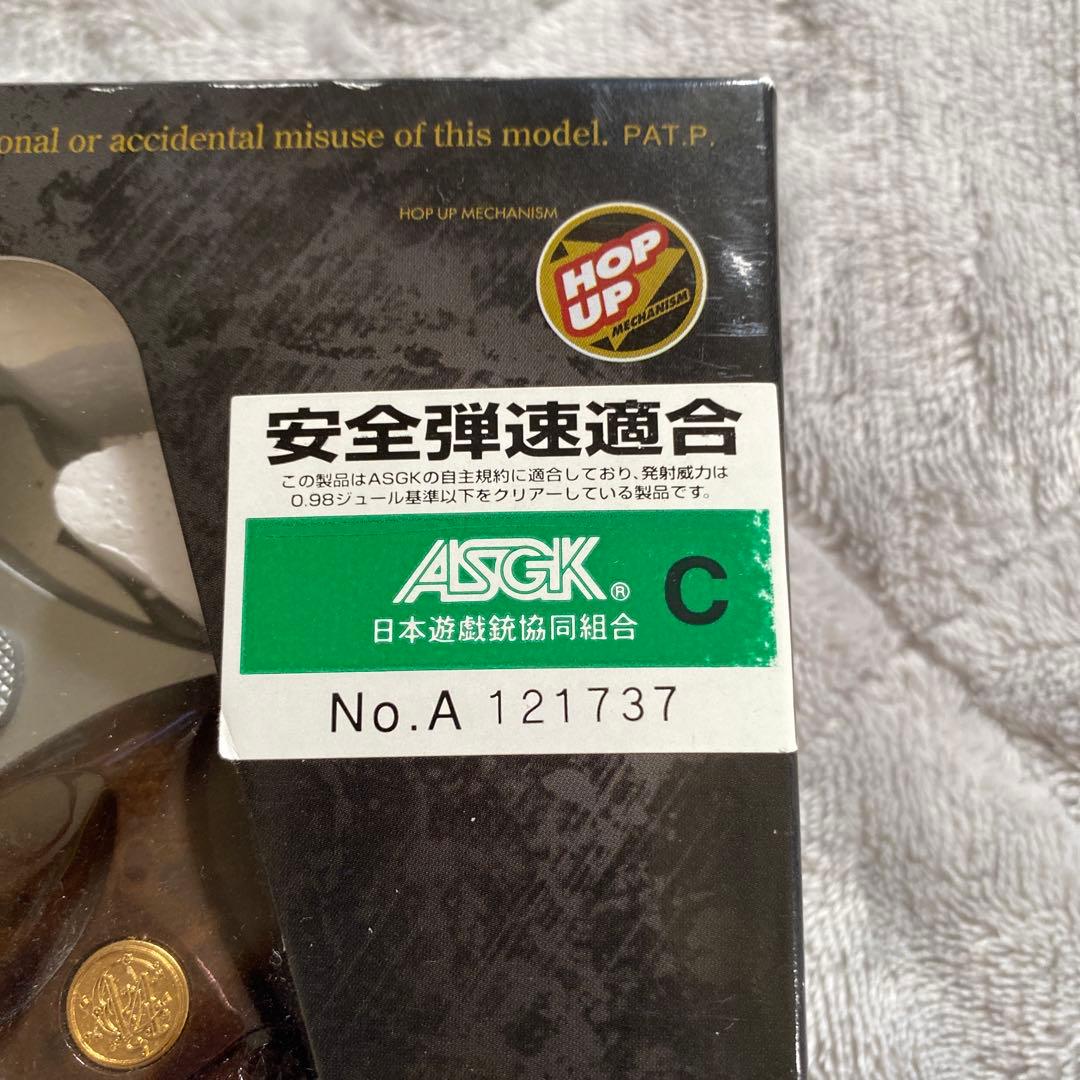 onal or accidental misuse of this model. PAT.P.
HOP UP MECHANISM
HOP
UP
MECHANISM
安全弾速適合
この製品はASGKの自主規約に適合しており、発射威力は
0.98ジュール基準以下をクリアーしている製品です。
ASGK® C
日本遊戯銃協同組合
No.A 121737